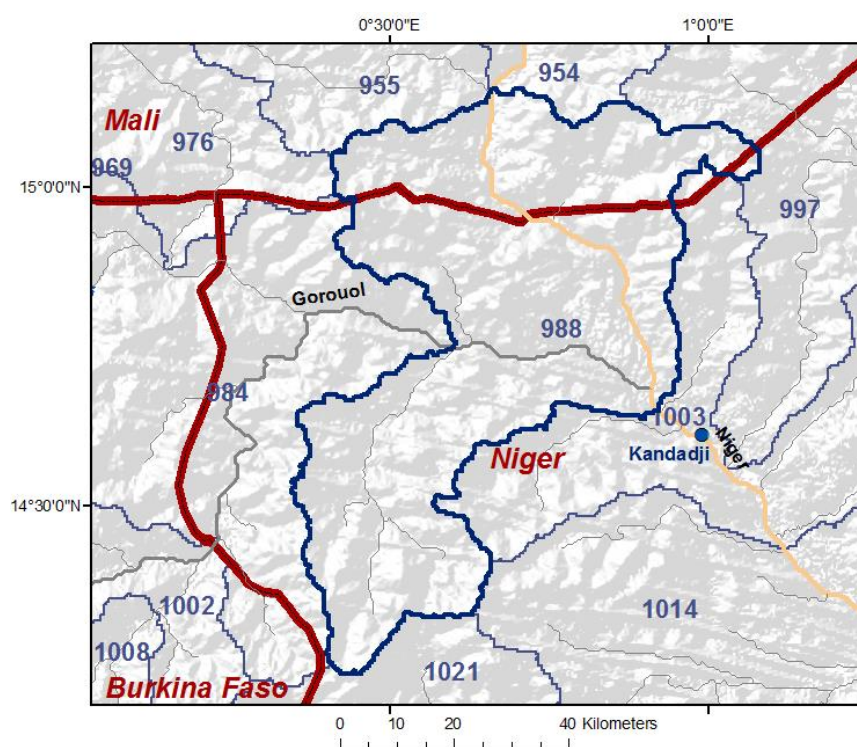 0°30'0"E
1°0'0"E
955
954
Mali
976
969
15°0'0"N
997
Gorouol
988
984
1003
Niger
Kandadji
Niger
14°30'0"N
1002
1014
1008
1021
Burkina Faso
0 10 20 40 Kilometers